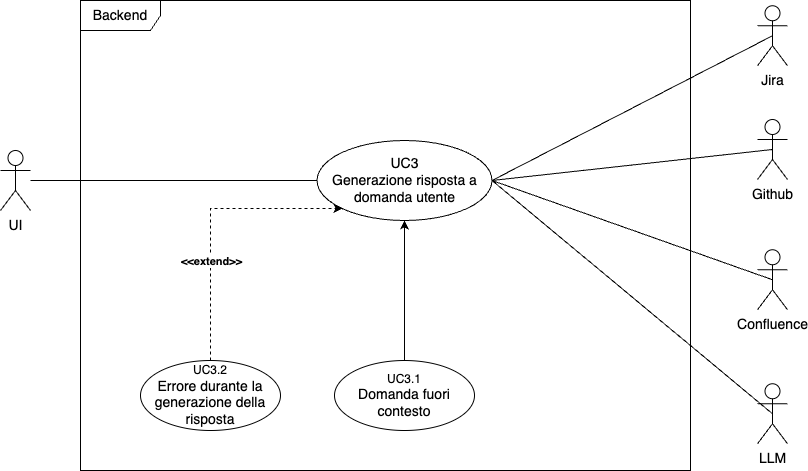 Backend
Jira
UC3
Generazione risposta a
domanda utente
Github
UI
<<extend>>
Confluence
UC3.2
Errore durante la
generazione della
risposta
UC3.1
Domanda fuori
contesto
LLM